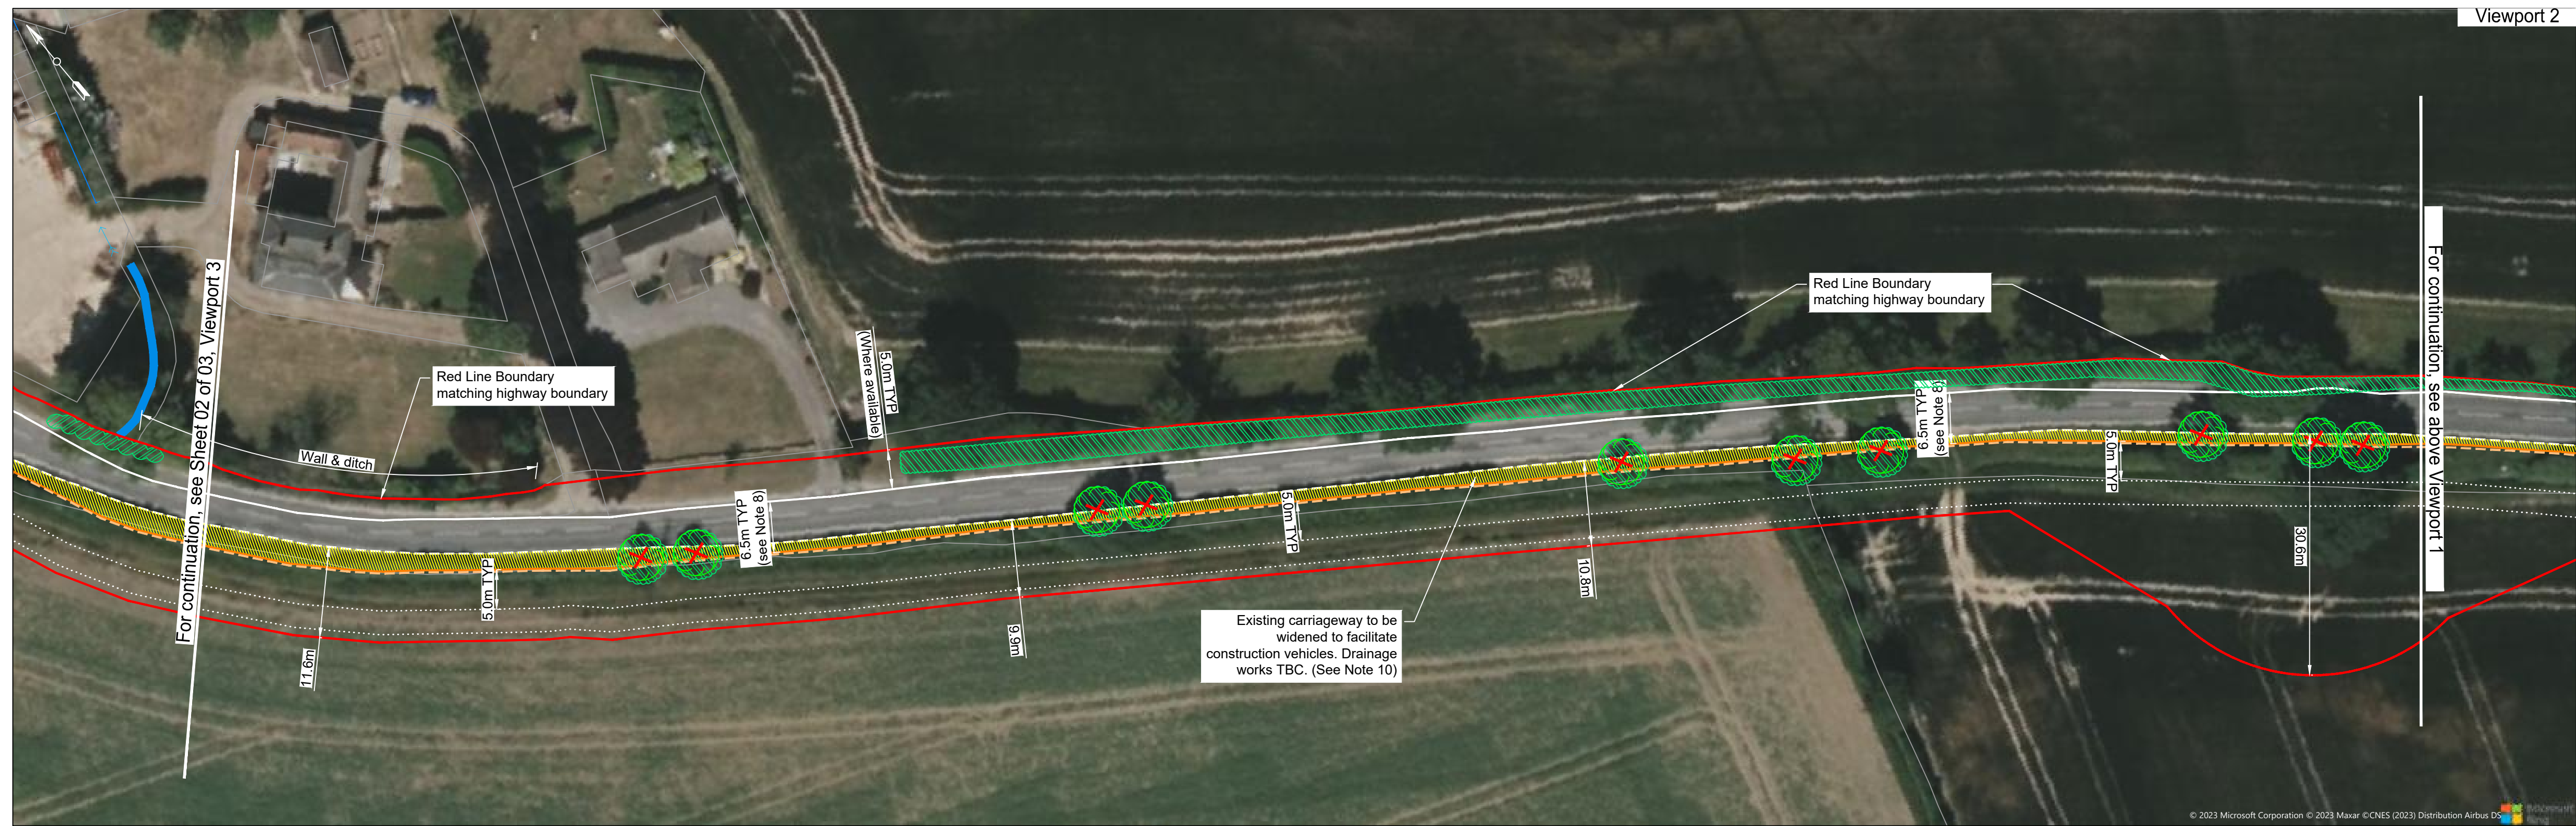 Viewport 2
For continuation, see Sheet 02 of 03, Viewport 3
Red Line Boundary
matching highway boundary
Wall & ditch
5.0m TYP
(Where available)
Red Line Boundary
matching highway boundary
For continuation, see above Viewport 1
6.5m TYP
(see Note 8)
5.0m TYP
6.5m TYP
(see Note 8)
5.0m TYP
5.0m TYP
11.6m
9.9m
10.8m
30.6m
Existing carriageway to be
widened to facilitate
construction vehicles. Drainage
works TBC. (See Note 10)
© 2023 Microsoft Corporation © 2023 Maxar ©CNES (2023) Distribution Airbus DS